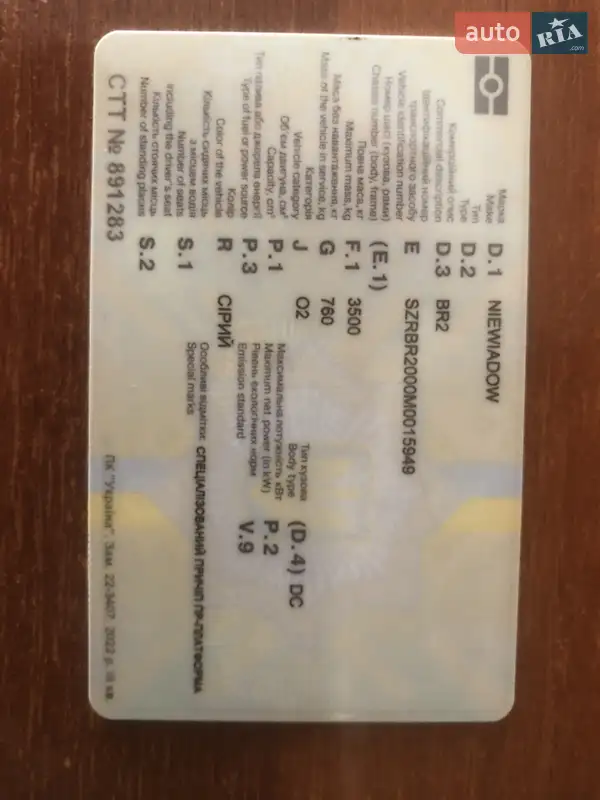 auto RIA .com
Марка
Make D.1 NIEWIADOW
Тип
Type D.2
Комерційний опис
Commercial description D.3 BR2
Ідентифікаційний номер
транспортного засобу
Vehicle identification number E SZRBR2000M0015949
Номер шасі (кузова, рами)
Chassis number (body, frame) (E.1)
Повна маса, кг
Maximum mass, kg F.1 3500
Маса без навантаження, кг
Mass of the vehicle in service, kg G 760
Категорія Тип кузова
Vehicle category J O2 Body type (D.4) DC
Об'єм двигуна, см³ Максимальна потужність кВт
Capacity, cm³ P.1 Maximum net power (in kW) P.2
Тип палива або джерела енергії Рівень екологічних норм
Type of fuel or power source P.3 Emission standard V.9
Колір
Color of the vehicle R СІРИЙ
Кількість сидячих місць
з місцем водія
Number of seats
including the driver's seat S.1
Особливі відмітки: СПЕЦІАЛІЗОВАНИЙ ПРИЧІП ПР-ПЛАТФОРМА
Special marks
Кількість стоячих місць
Number of standing places S.2
СТТ № 891283
ПК "Україна". Зам. 22-3407. 2022 р. III кв.